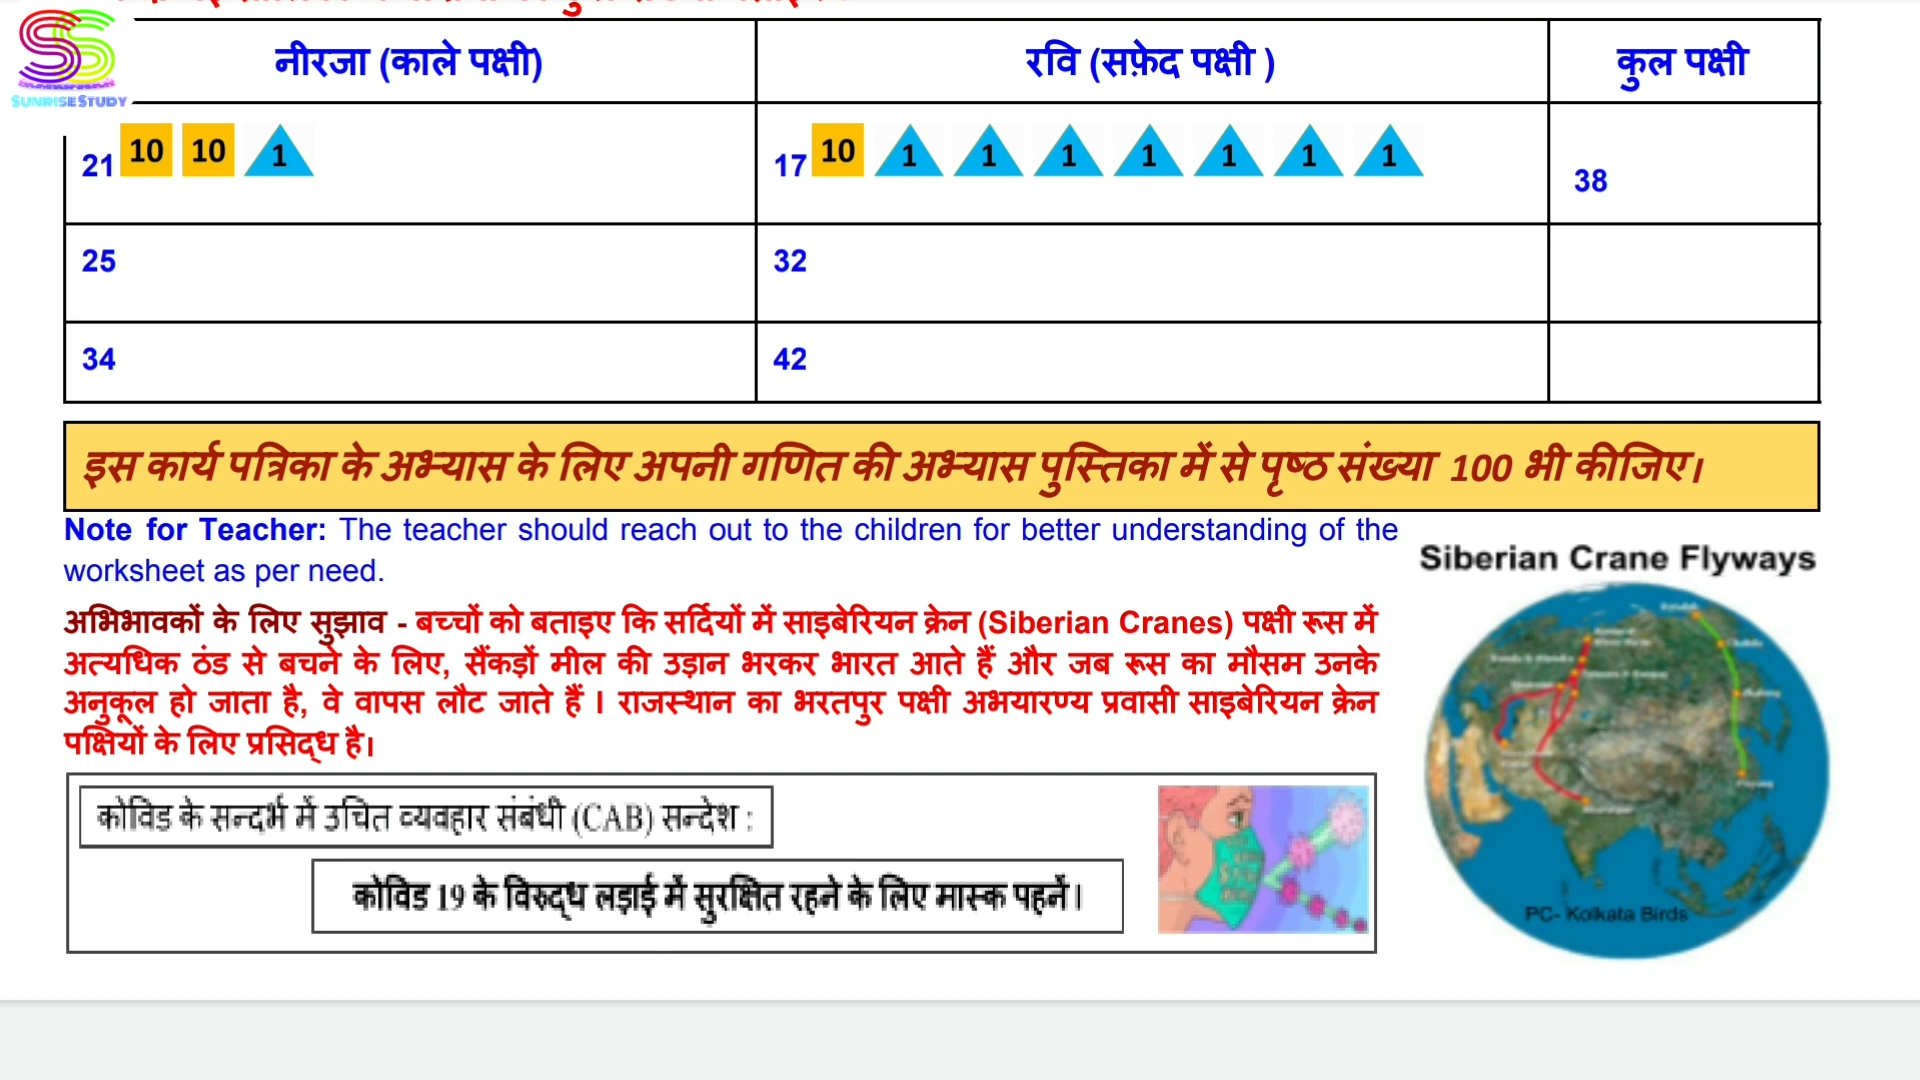 SUNRISESTUDY
नीरजा (काले पक्षी) रवि (सफ़ेद पक्षी ) कुल पक्षी
21 10 10 1 17 10 1 1 1 1 1 1 1 38
25 32
34 42
इस कार्य पत्रिका के अभ्यास के लिए अपनी गणित की अभ्यास पुस्तिका में से पृष्ठ संख्या 100 भी कीजिए।
Note for Teacher: The teacher should reach out to the children for better understanding of the
worksheet as per need.
अभिभावकों के लिए सुझाव - बच्चों को बताइए कि सर्दियों में साइबेरियन क्रेन (Siberian Cranes) पक्षी रूस में
अत्यधिक ठंड से बचने के लिए, सैंकड़ों मील की उड़ान भरकर भारत आते हैं और जब रूस का मौसम उनके
अनुकूल हो जाता है, वे वापस लौट जाते हैं । राजस्थान का भरतपुर पक्षी अभयारण्य प्रवासी साइबेरियन क्रेन
पक्षियों के लिए प्रसिद्ध है।
Siberian Crane Flyways
PC- Kolkata Birds
कोविड के सन्दर्भ में उचित व्यवहार संबंधी (CAB) सन्देश :
कोविड 19 के विरुद्ध लड़ाई में सुरक्षित रहने के लिए मास्क पहनें।